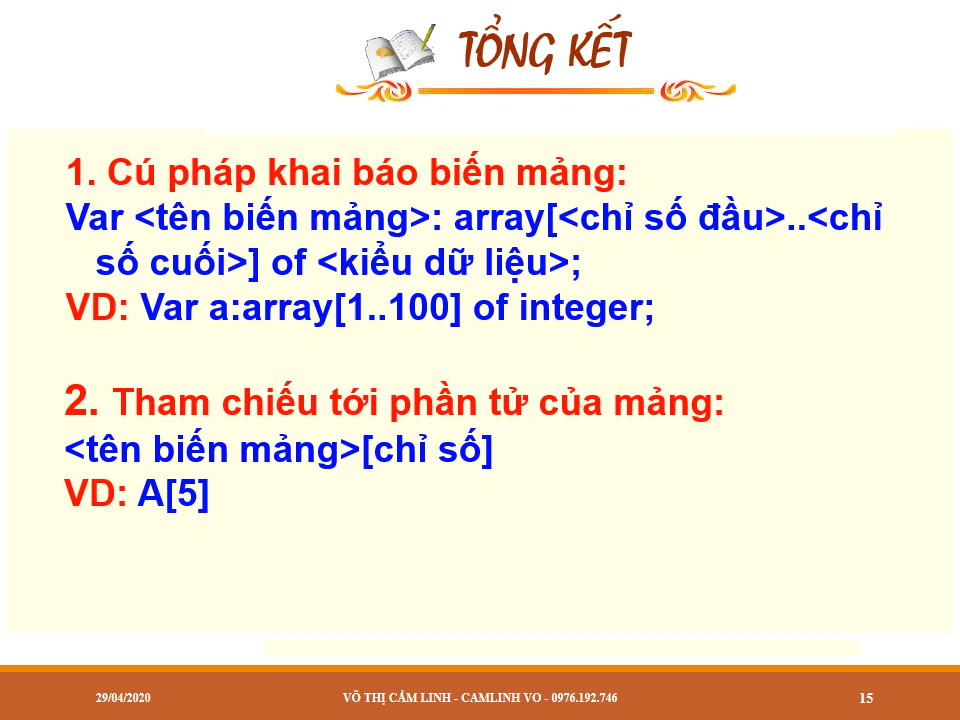 TỔNG KẾT
1. Cú pháp khai báo biến mảng:
Var <tên biến mảng>: array[<chỉ số đầu>..<chỉ
số cuối>] of <kiểu dữ liệu>;
VD: Var a:array[1..100] of integer;
2. Tham chiếu tới phần tử của mảng:
<tên biến mảng>[chỉ số]
VD: A[5]
29/04/2020 VÕ THỊ CẨM LINH - CAMLINH VO - 0976.192.746 15